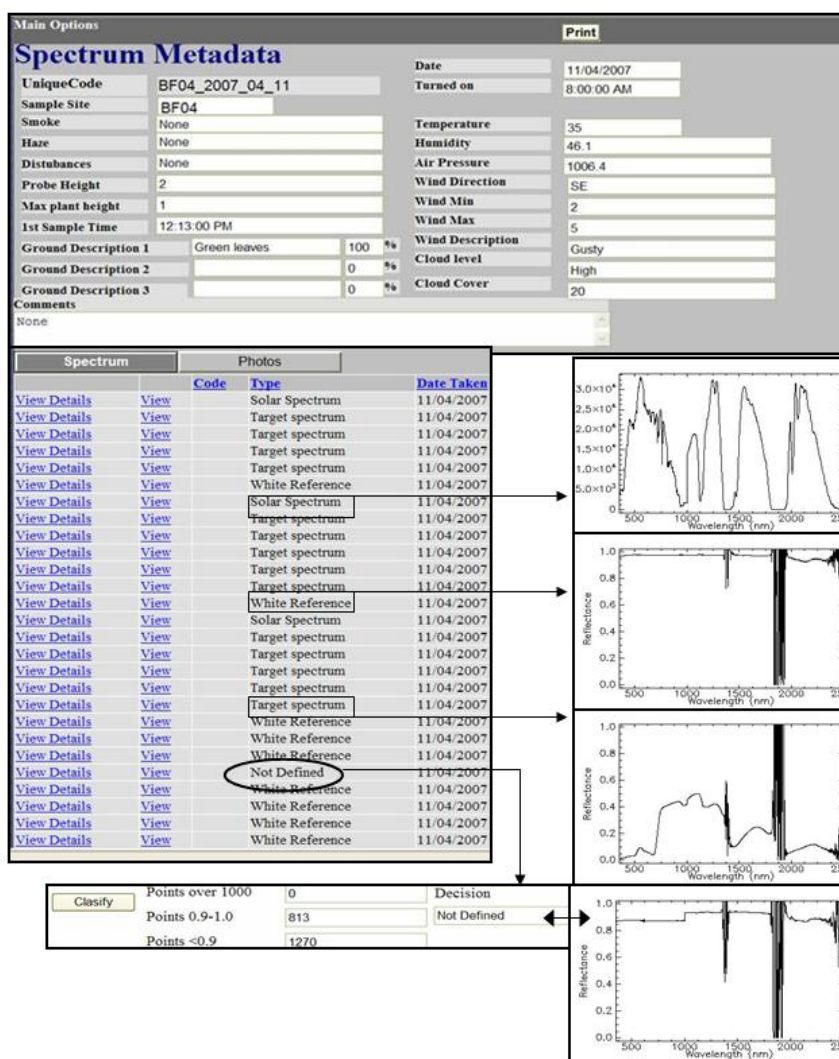 Main Options
Print
Spectrum Metadata
UniqueCode BF04_2007_04_11
Sample Site BF04
Smoke None
Haze None
Distubances None
Probe Height 2
Max plant height 1
1st Sample Time 12:13:00 PM
Ground Description 1 Green leaves 100 %
Ground Description 2 0 %
Ground Description 3 0
Date 11/04/2007
Turned on 8:00:00 AM
Temperature 35
Humidity 46.1
Air Pressure 1006.4
Wind Direction SE
Wind Min 2
Wind Max 5
Wind Description Gusty
Cloud level High
Cloud Cover 20
Comments
None
Spectrum Photos
Code Type Date Taken
View Details View Solar Spectrum 11/04/2007
View Details View Target spectrum 11/04/2007
View Details View Target spectrum 11/04/2007
View Details View Target spectrum 11/04/2007
View Details View Target spectrum 11/04/2007
View Details View White Reference 11/04/2007
View Details View Solar Spectrum 11/04/2007
View Details View Target spectrum 11/04/2007
View Details View Target spectrum 11/04/2007
View Details View Target spectrum 11/04/2007
View Details View Target spectrum 11/04/2007
View Details View Target spectrum 11/04/2007
View Details View White Reference 11/04/2007
View Details View Solar Spectrum 11/04/2007
View Details View Target spectrum 11/04/2007
View Details View Target spectrum 11/04/2007
View Details View Target spectrum 11/04/2007
View Details View Target spectrum 11/04/2007
View Details View Target spectrum 11/04/2007
View Details View White Reference 11/04/2007
View Details View White Reference 11/04/2007
View Details View White Reference 11/04/2007
View Details View Not Defined 11/04/2007
View Details View White Reference 11/04/2007
View Details View White Reference 11/04/2007
View Details View White Reference 11/04/2007
View Details View White Reference 11/04/2007
0
500 1000 1500 2000
Wavelength (nm)
1.0
0.8
0.6
0.4
0.2
0.0
Reflectance
500 1000 1500 2000
Wavelength (nm)
1.0
0.8
0.6
0.4
0.2
0.0
Reflectance
500 1000 1500 2000
Wavelength (nm)
Clasify
Points over 1000 0
Points 0.9-1.0 813
Points <0.9 1270
Decision
Not Defined
1.0
0.8
0.6
0.4
0.2
0.0
Reflectance
500 1000 1500 2000
Wavelength (nm)